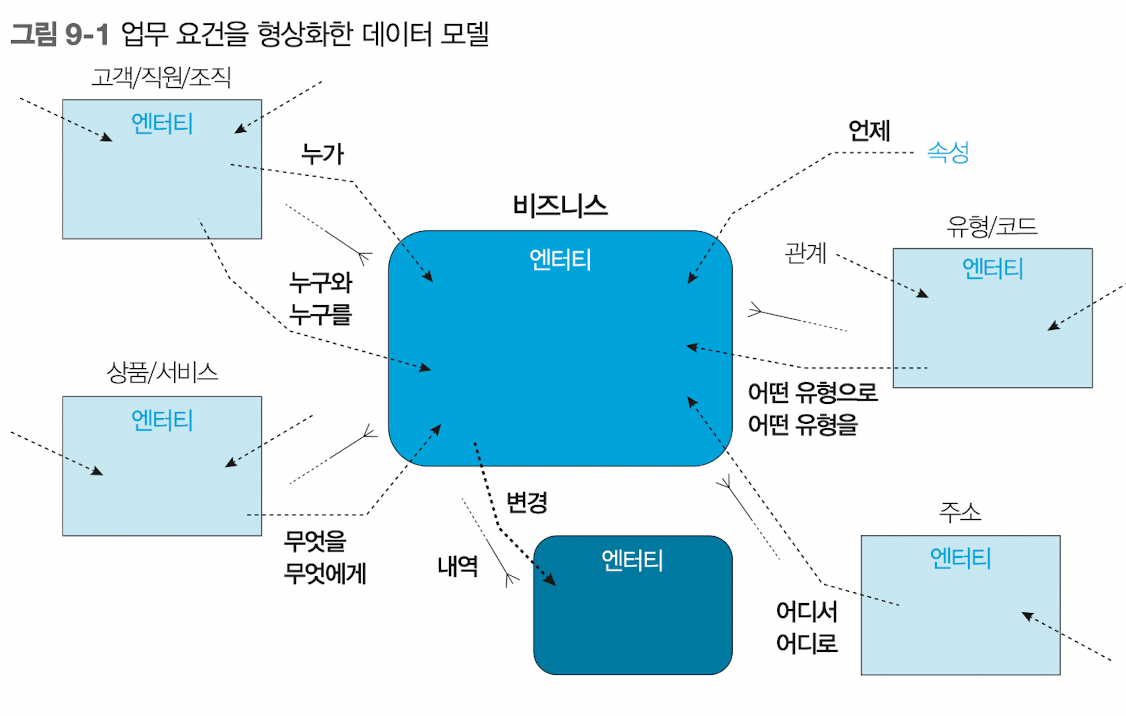 그림 9-1 업무 요건을 형상화한 데이터 모델
고객/직원/조직
엔터티
누가
언제
속성
비즈니스
엔터티
유형/코드
엔터티
관계
누구와
누구를
상품/서비스
엔터티
어떤 유형으로
어떤 유형을
변경
내역
무엇을
무엇에게
엔터티
주소
엔터티
어디서
어디로